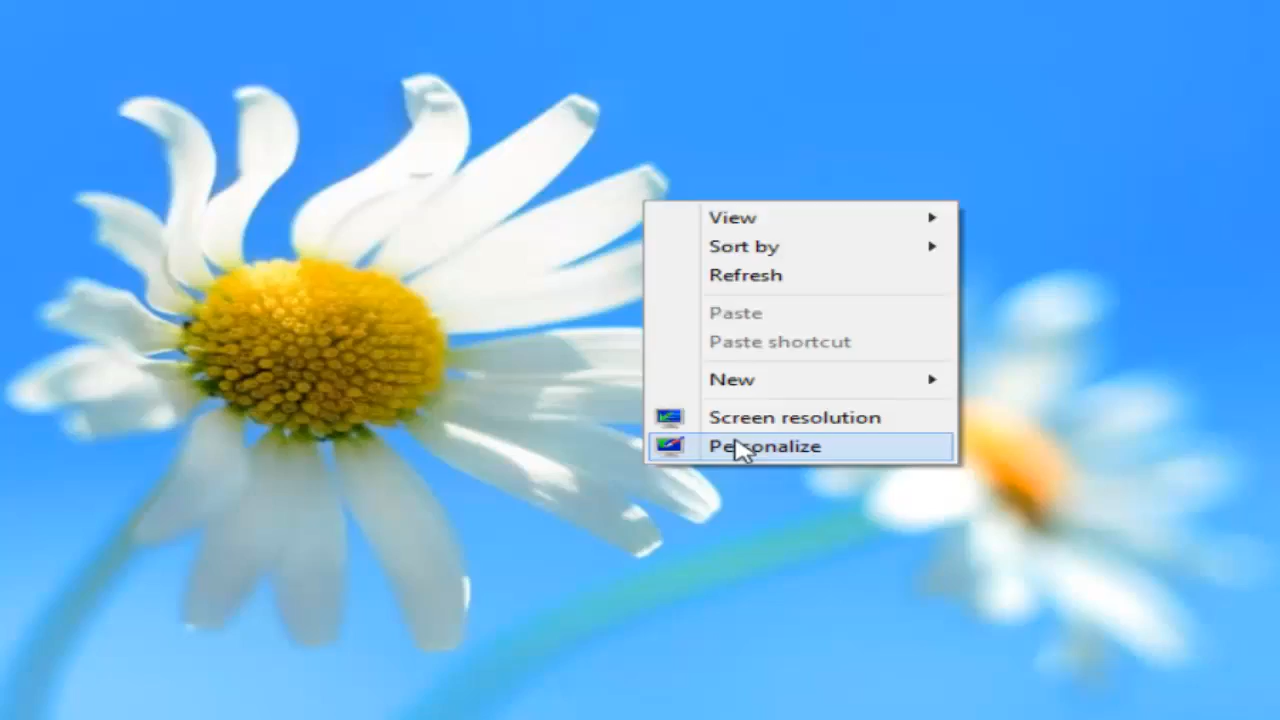 View
Sort by
Refresh
Paste
Paste shortcut
New
Screen resolution
Personalize